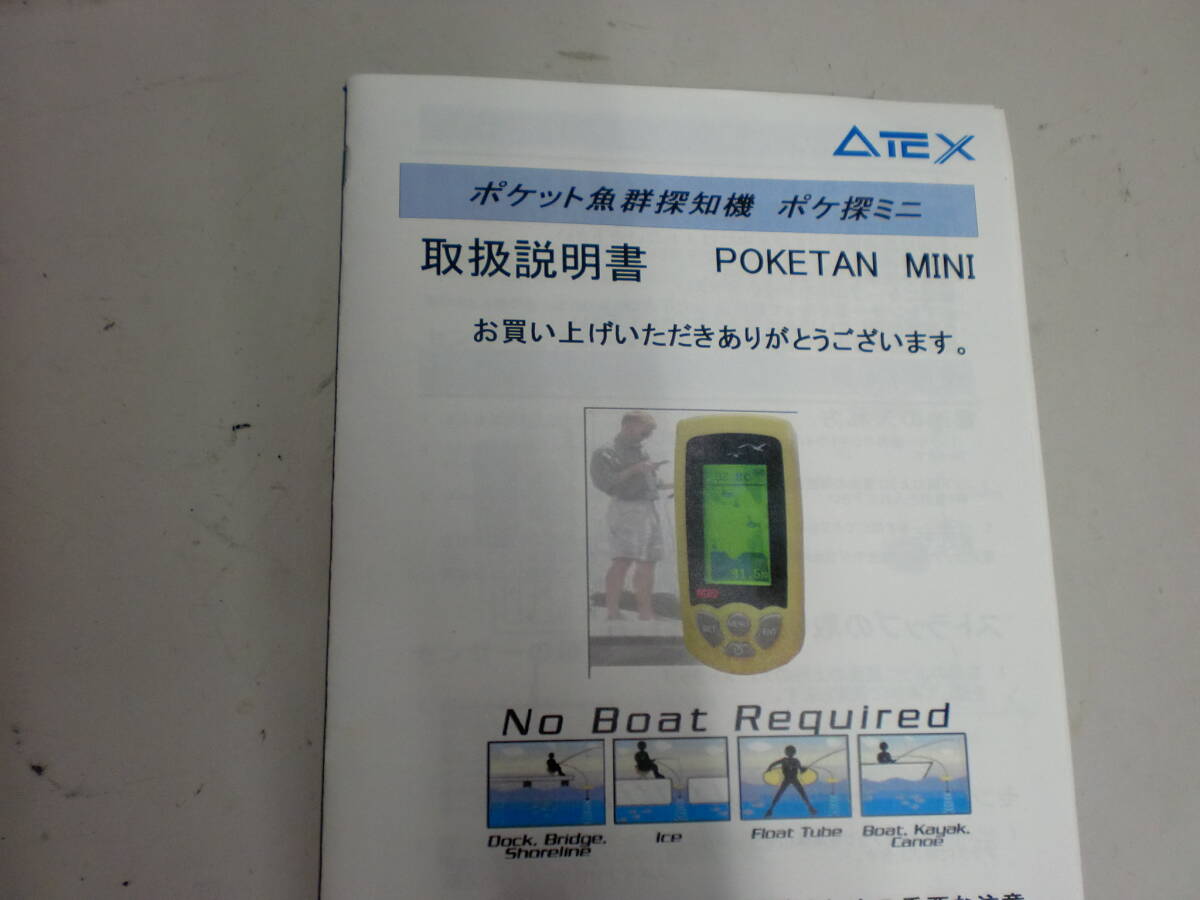 ATEX
ポケット魚群探知機 ポケ探ミニ
取扱説明書 POKETAN MINI
お買い上げいただきありがとうございます。
MENU
ENT
No Boat Required
Dock, Bridge, Shoreline
Ice
Float Tube
Boat, Kayak, Canoe